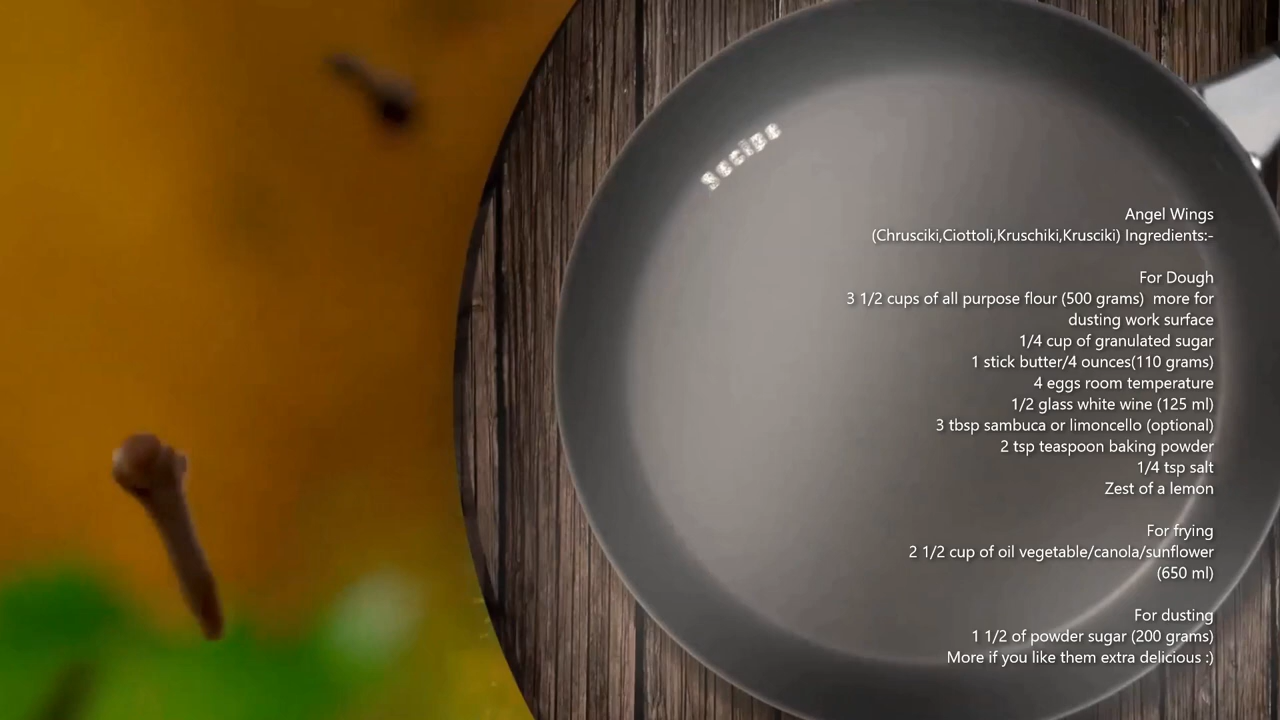 Secipe
Angel Wings
(Chrusciki,Ciottoli,Kruschiki,Krusciki) Ingredients:-
For Dough
3 1/2 cups of all purpose flour (500 grams)  more for
dusting work surface
1/4 cup of granulated sugar
1 stick butter/4 ounces(110 grams)
4 eggs room temperature
1/2 glass white wine (125 ml)
3 tbsp sambuca or limoncello (optional)
2 tsp teaspoon baking powder
1/4 tsp salt
Zest of a lemon
For frying
2 1/2 cup of oil vegetable/canola/sunflower
(650 ml)
For dusting
1 1/2 of powder sugar (200 grams)
More if you like them extra delicious :)